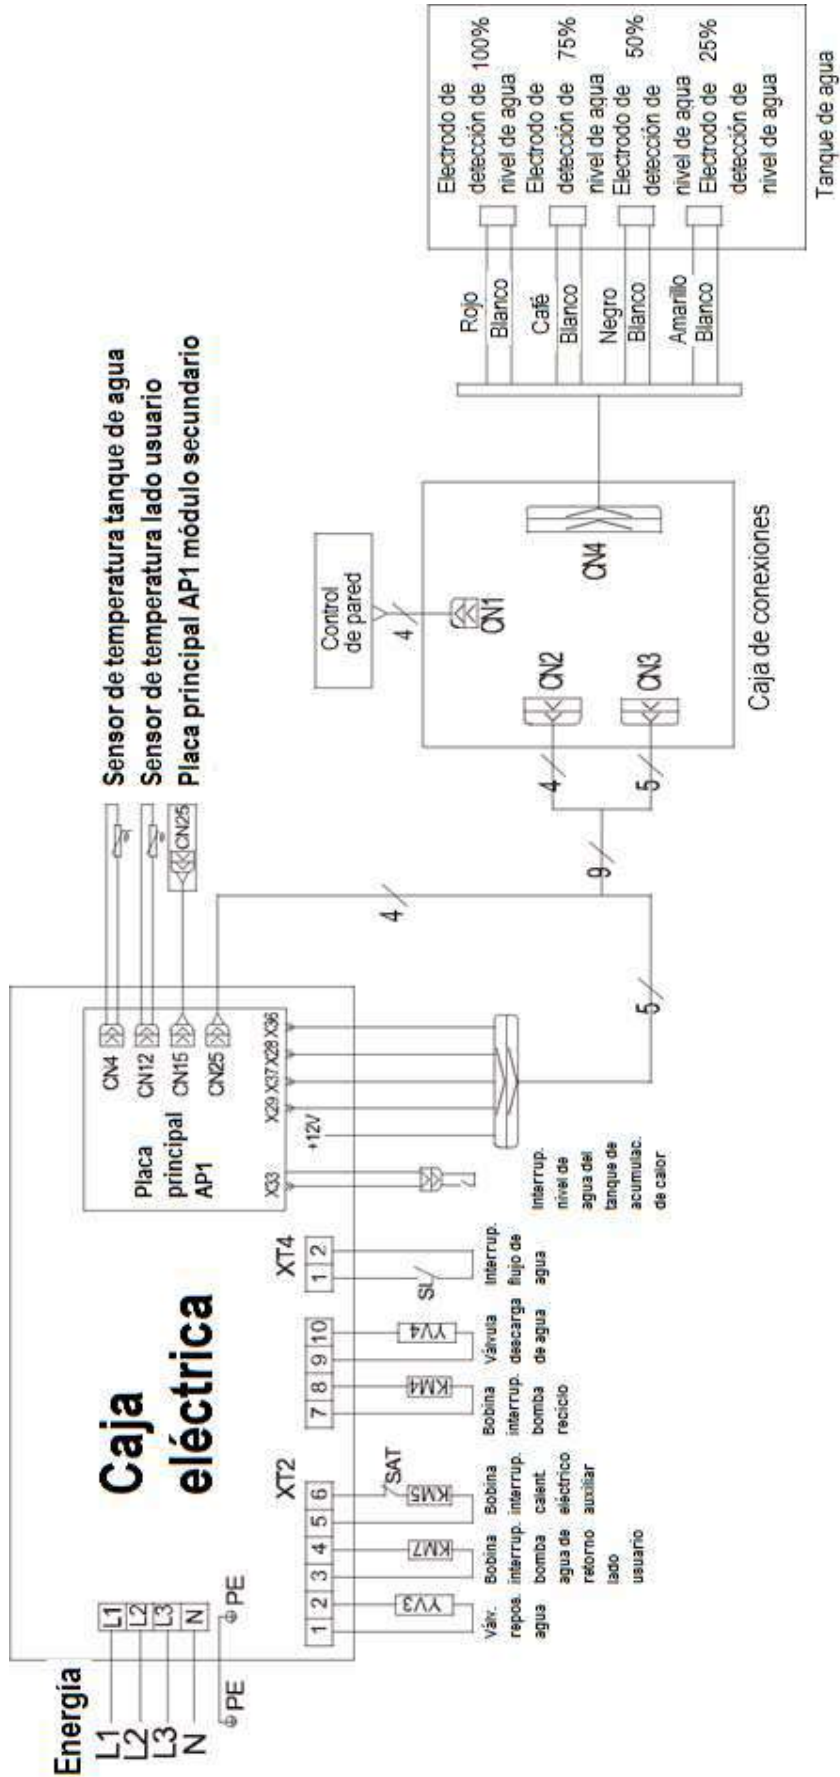 Energía
L1
L2
L3
N
PE
L1
L2
L3
N
PE
Caja
eléctrica
Placa
principal
AP1
CN4
CN12
CN15
CN25
X33
+12V
X29
X37
X28
X36
Sensor de temperatura tanque de agua
Sensor de temperatura lado usuario
CN25
Placa principal AP1 módulo secundario
XT2
1 2 3 4 5 6
7 8 9 10
XT4
1 2
YV3
KM7
KM5
SAT
KM4
YV4
SL
Válv.
repos.
agua
Bobina
interrup.
bomba
agua de
retorno
lado
usuario
Bobina
interrup.
calent.
eléctrico
auxiliar
Bobina
interrup.
bomba
reciclo
Válvula
descarga
de agua
Interrup.
flujo de
agua
Interrup.
nivel de
agua del
tanque de
acumulac.
de calor
4
5
9
4
5
Control
de pared
4
CN1
CN2
CN3
CN4
Caja de conexiones
Rojo
Blanco
Café
Blanco
Negro
Blanco
Amarillo
Blanco
Electrodo de
detección de 100%
nivel de agua
Electrodo de
detección de 75%
nivel de agua
Electrodo de
detección de 50%
nivel de agua
Electrodo de
detección de 25%
nivel de agua
Tanque de agua